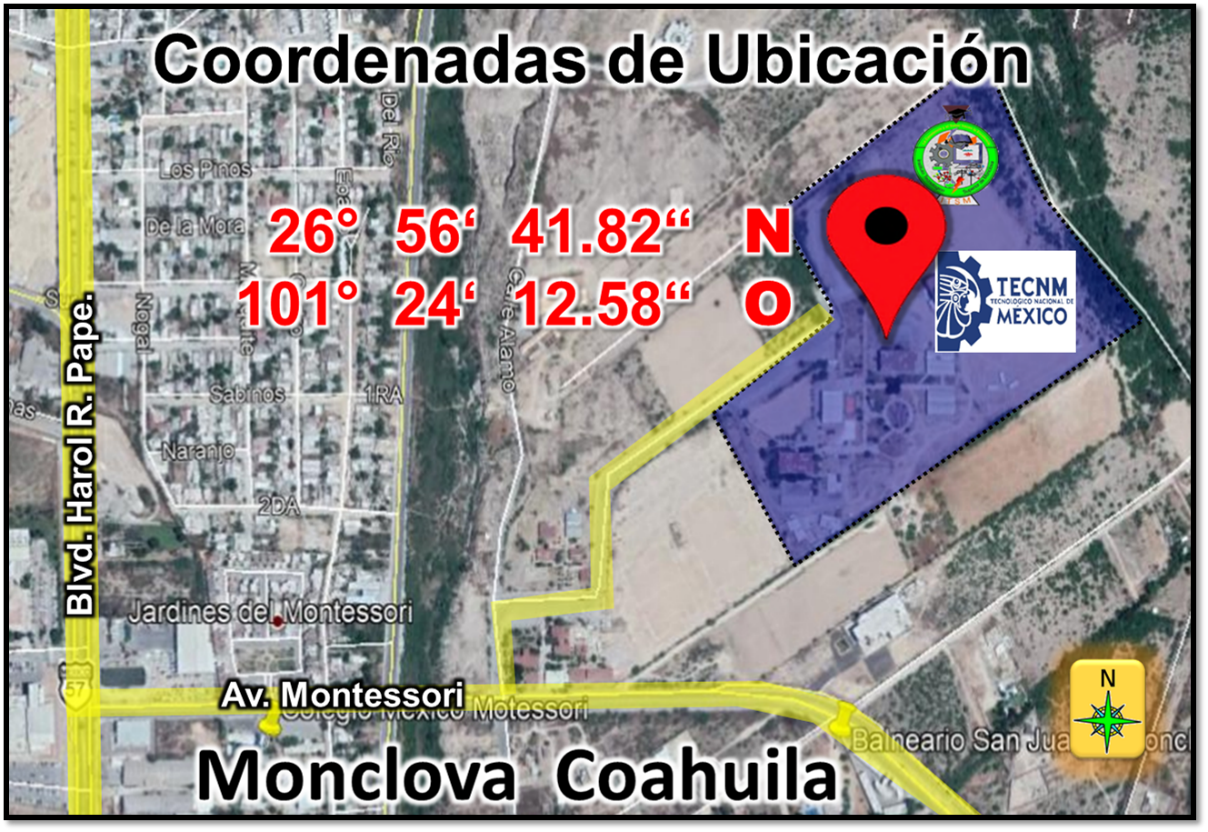 Coordenadas de Ubicación
Del Río
Los Pinos
De la Mora
26° 56‘ 41.82“ N
101° 24‘ 12.58“ O
TECNM
TECNOLÓGICO NACIONAL DE
MÉXICO
Nogal
Calle Alamo
Blvd. Harol R. Pape.
Sabinos
1RA
Naranjo
2DA
Jardines del Montessori
57
Av. Montessori
Colegio México Motessori
N
Balneario San Jua
Monclova Coahuila